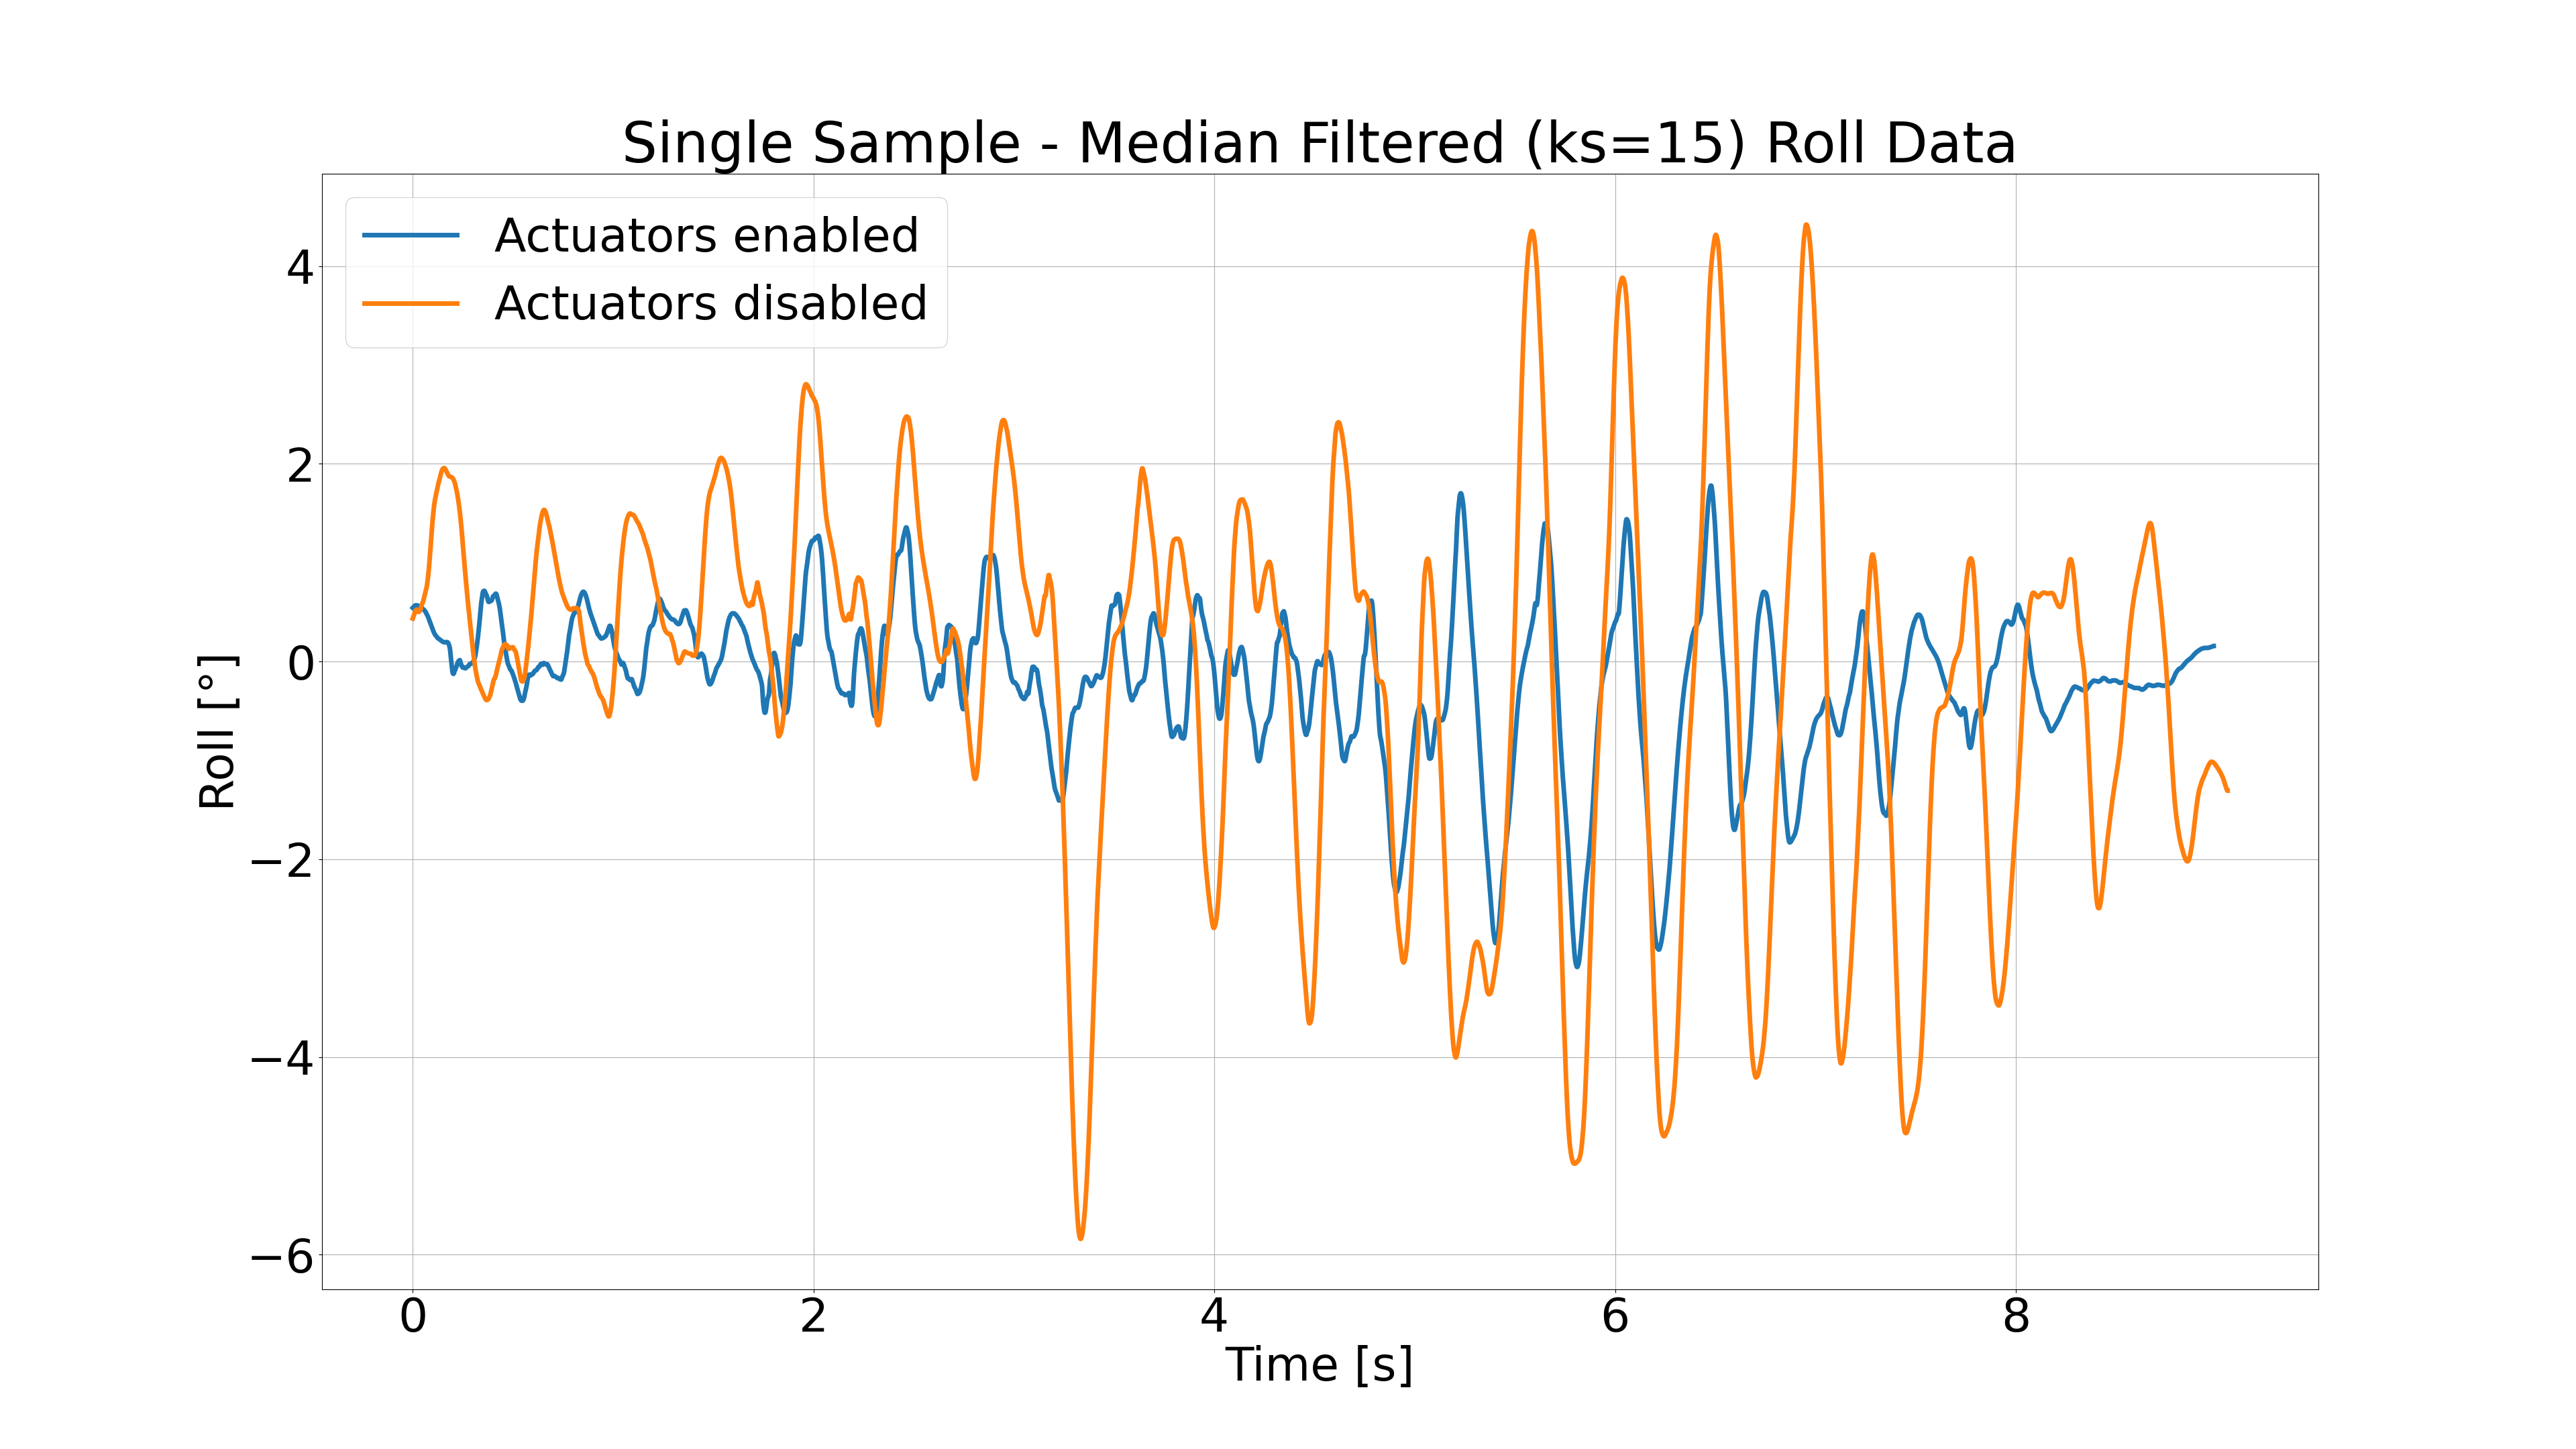 Single Sample - Median Filtered (ks=15) Roll Data
Actuators enabled
Actuators disabled
Roll [°]
4
2
0
−2
−4
−6
0 2 4 6 8
Time [s]